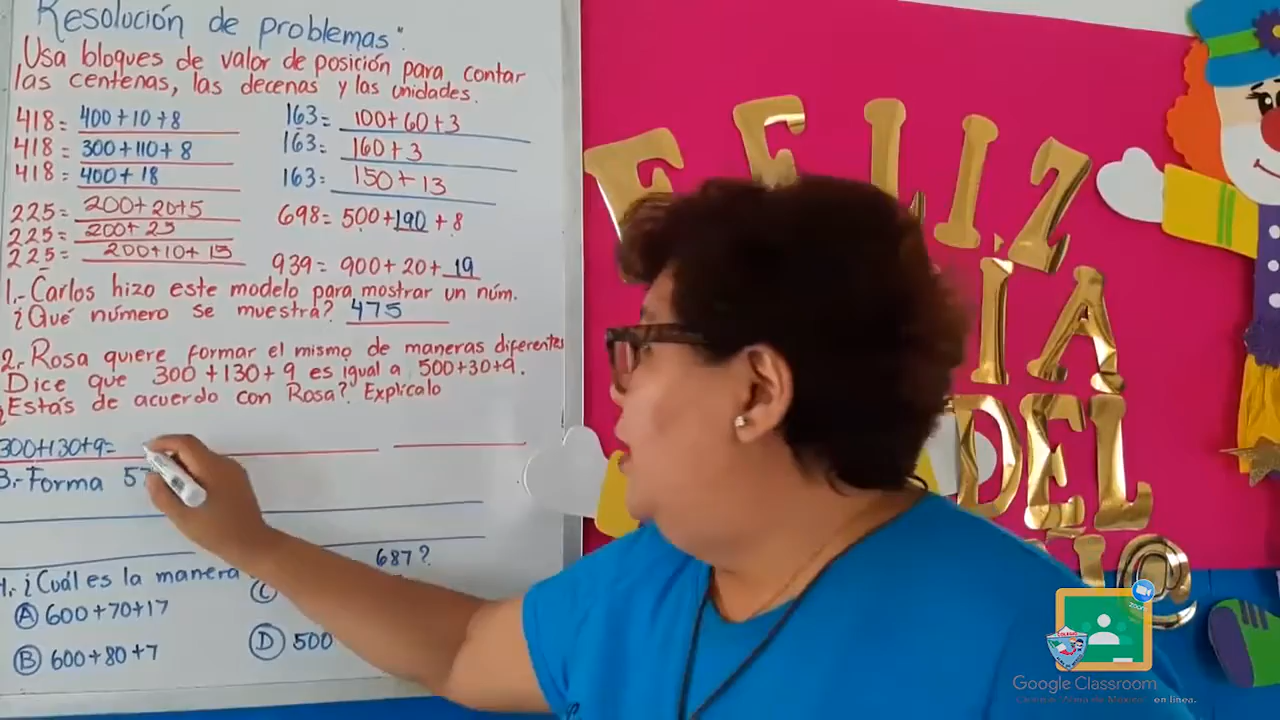 Resolución de problemas".
Usa bloques de valor de posición para contar
las centenas, las decenas y las unidades.
418= 400+10+8
418= 300+110+8
418= 400+18
225= 200+20+5
225= 200+25
225= 200+10+15
163= 100+60+3
163= 160+3
163= 150+13
698= 500+190+8
939= 900+20+19
1.- Carlos hizo este modelo para mostrar un núm.
¿Qué número se muestra? 475
2.- Rosa quiere formar el mismo de maneras diferentes
Dice que 300+130+9 es igual a 500+30+9.
¿Estás de acuerdo con Rosa? Explícalo
300+130+9=
3.- Forma
4.- ¿Cuál es la manera 687?
A 600+70+17
B 600+80+7
C
D 500
FELIZ
DÍA
DEL
zoom
Google Classroom
en línea.